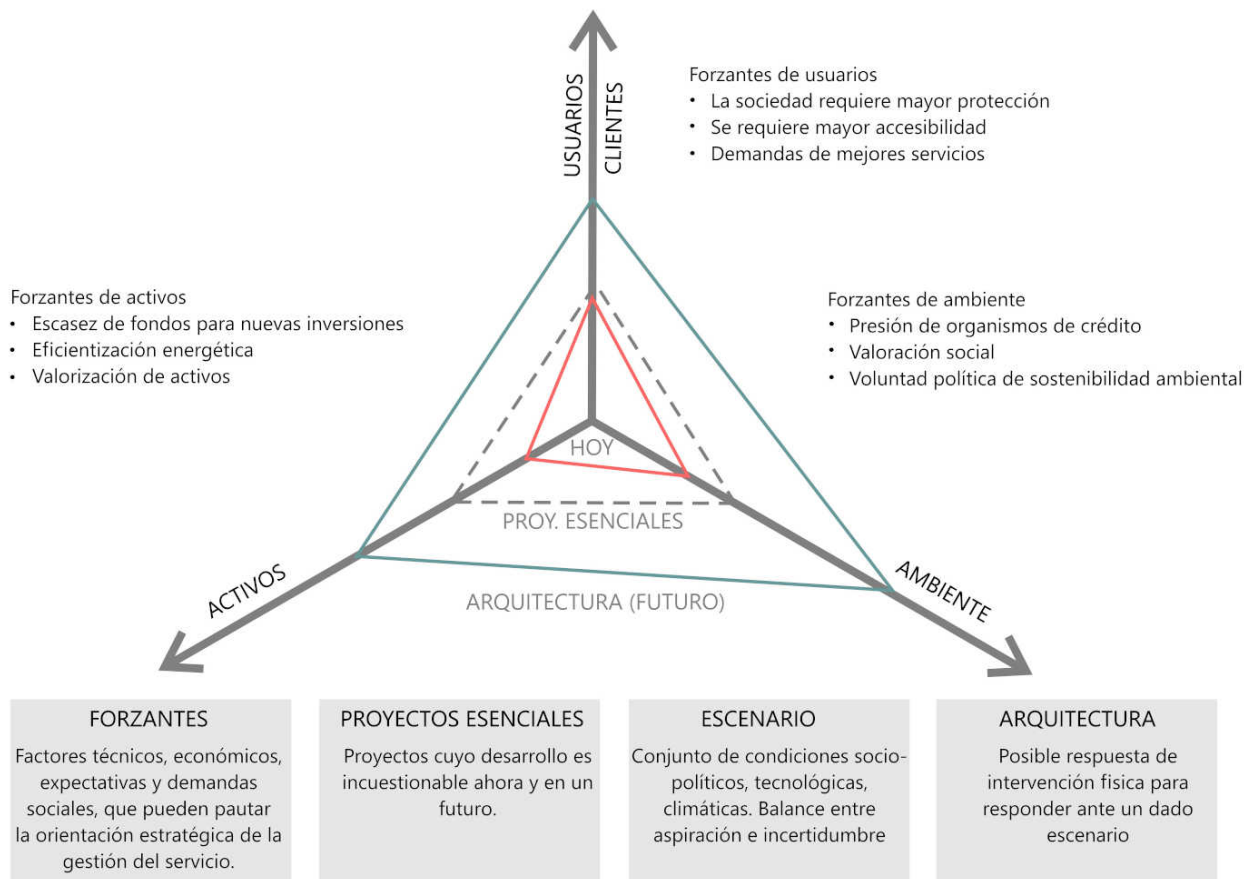 USUARIOS
CLIENTES
Forzantes de usuarios
• La sociedad requiere mayor protección
• Se requiere mayor accesibilidad
• Demandas de mejores servicios
Forzantes de activos
• Escasez de fondos para nuevas inversiones
• Eficientización energética
• Valorización de activos
Forzantes de ambiente
• Presión de organismos de crédito
• Valoración social
• Voluntad política de sostenibilidad ambiental
HOY
PROY. ESENCIALES
ARQUITECTURA (FUTURO)
ACTIVOS
AMBIENTE
FORZANTES
Factores técnicos, económicos,
expectativas y demandas
sociales, que pueden pautar
la orientación estratégica de la
gestión del servicio.
PROYECTOS ESENCIALES
Proyectos cuyo desarrollo es
incuestionable ahora y en un
futuro.
ESCENARIO
Conjunto de condiciones socio-
políticos, tecnológicas,
climáticas. Balance entre
aspiración e incertidumbre
ARQUITECTURA
Posible respuesta de
intervención física para
responder ante un dado
escenario